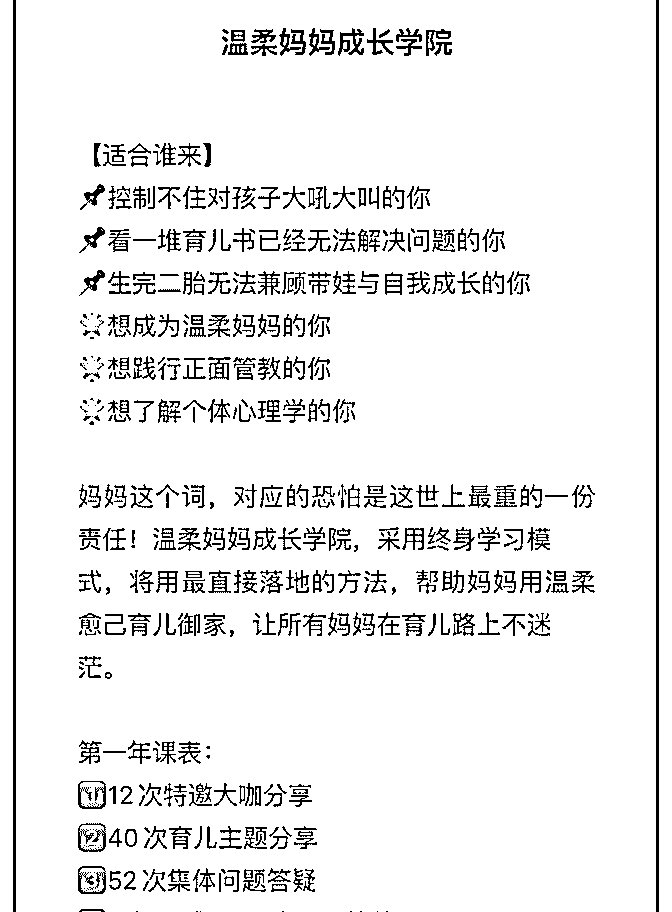 温柔妈妈成长学院
【适合谁来】
📌控制不住对孩子大吼大叫的你
📌看一堆育儿书已经无法解决问题的你
📌生完二胎无法兼顾带娃与自我成长的你
想成为温柔妈妈的你
想践行正面管教的你
想了解个体心理学的你
妈妈这个词，对应的恐怕是这世上最重的一份
责任！温柔妈妈成长学院，采用终身学习模
式，将用最直接落地的方法，帮助妈妈用温柔
愈己育儿御家，让所有妈妈在育儿路上不迷
茫。
第一年课表：
1️⃣12次特邀大咖分享
2️⃣40次育儿主题分享
3️⃣52次集体问题答疑